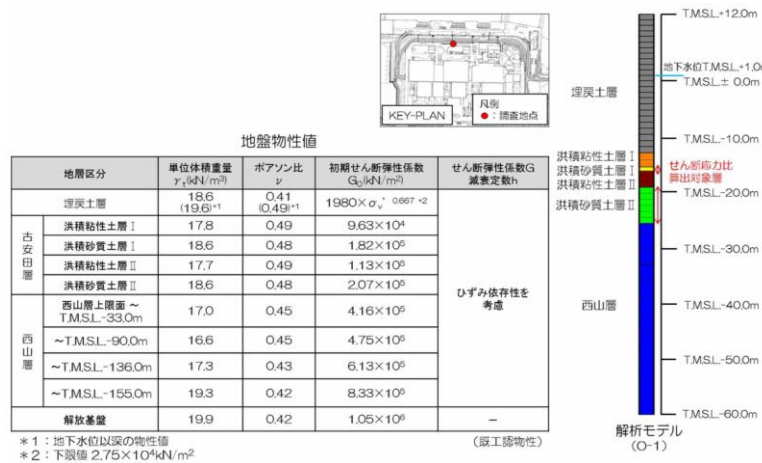 KEY-PLAN
凡例
●：調査地点
地盤物性値
地層区分 単位体積重量 γt(kN/m³) ポアソン比 ν 初期せん断弾性係数 G₀(kN/m²) せん断弾性係数G 減衰定数h
埋戻土層 18.6 (19.6)*1 0.41 (0.49)*1 1980×σv' 0.667 *2
古安田層
洪積粘性土層Ⅰ 17.8 0.49 9.63×10⁴
洪積砂質土層Ⅰ 18.6 0.48 1.82×10⁵
洪積粘性土層Ⅱ 17.7 0.49 1.13×10⁵
洪積砂質土層Ⅱ 18.6 0.48 2.07×10⁵
西山層
西山層上限面 ～ T.M.S.L.-33.0m 17.0 0.45 4.16×10⁵
～T.M.S.L.-90.0m 16.6 0.45 4.75×10⁵
～T.M.S.L.-136.0m 17.3 0.43 6.13×10⁵
～T.M.S.L.-155.0m 19.3 0.42 8.33×10⁵
ひずみ依存性を考慮
解放基盤 19.9 0.42 1.05×10⁶ －
＊1：地下水位以深の物性値
＊2：下限値 2.75×10⁴kN/m²
（既工認物性）
T.M.S.L.+12.0m
地下水位T.M.S.L.+1.0
T.M.S.L.± 0.0m
埋戻土層
T.M.S.L.-10.0m
洪積粘性土層Ⅰ
洪積砂質土層Ⅰ
洪積粘性土層Ⅱ
洪積砂質土層Ⅱ
せん断応力比
算出対象層
T.M.S.L.-20.0m
T.M.S.L.-30.0m
西山層
T.M.S.L.-40.0m
T.M.S.L.-50.0m
T.M.S.L.-60.0m
解析モデル
(O-1)